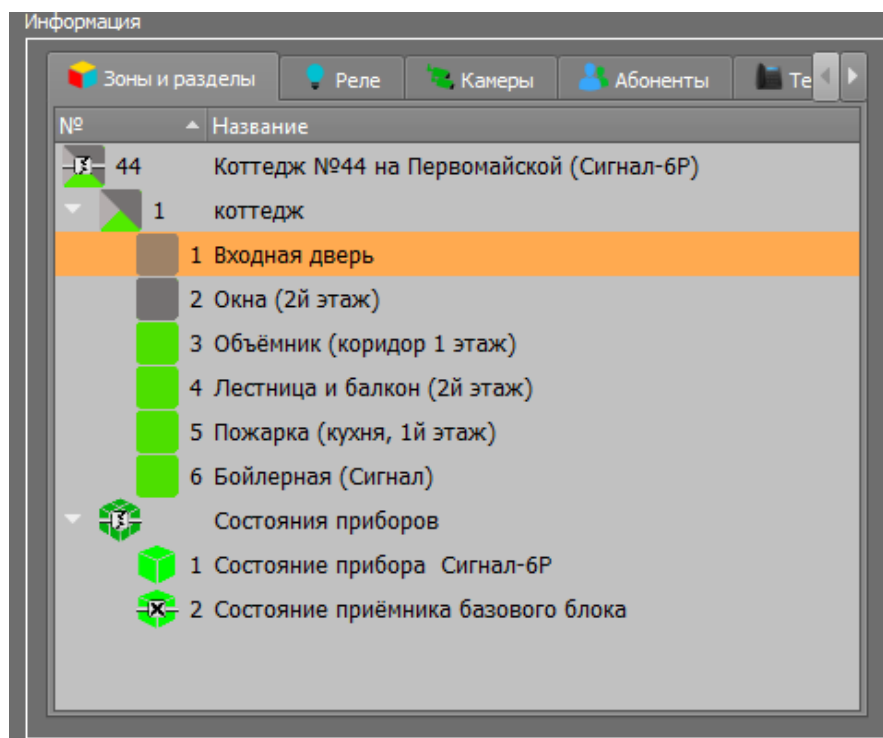 Информация
Зоны и разделы Реле Камеры Абоненты Те
№ Название
44 Коттедж №44 на Первомайской (Сигнал-6Р)
1 коттедж
1 Входная дверь
2 Окна (2й этаж)
3 Объёмник (коридор 1 этаж)
4 Лестница и балкон (2й этаж)
5 Пожарка (кухня, 1й этаж)
6 Бойлерная (Сигнал)
Состояния приборов
1 Состояние прибора Сигнал-6Р
2 Состояние приёмника базового блока